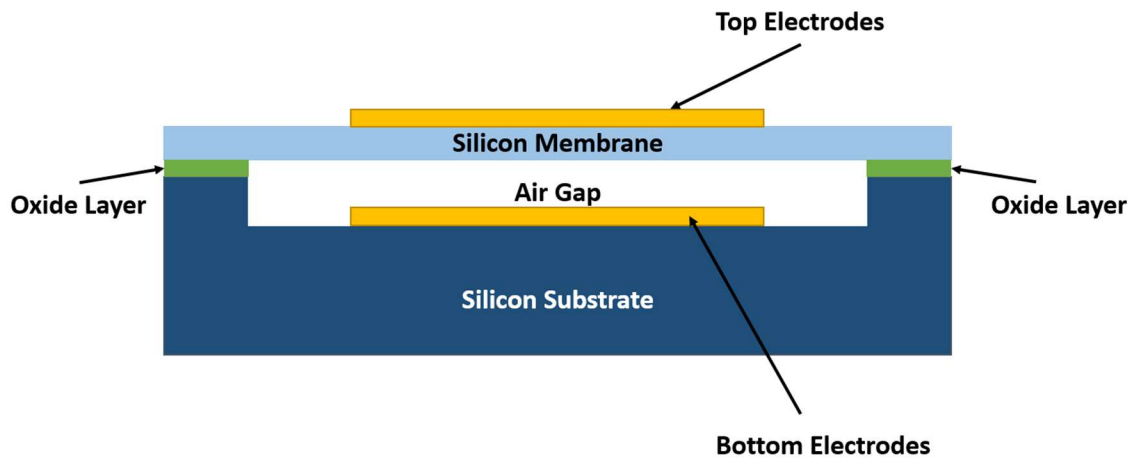 Top Electrodes
Silicon Membrane
Air Gap
Oxide Layer
Oxide Layer
Silicon Substrate
Bottom Electrodes